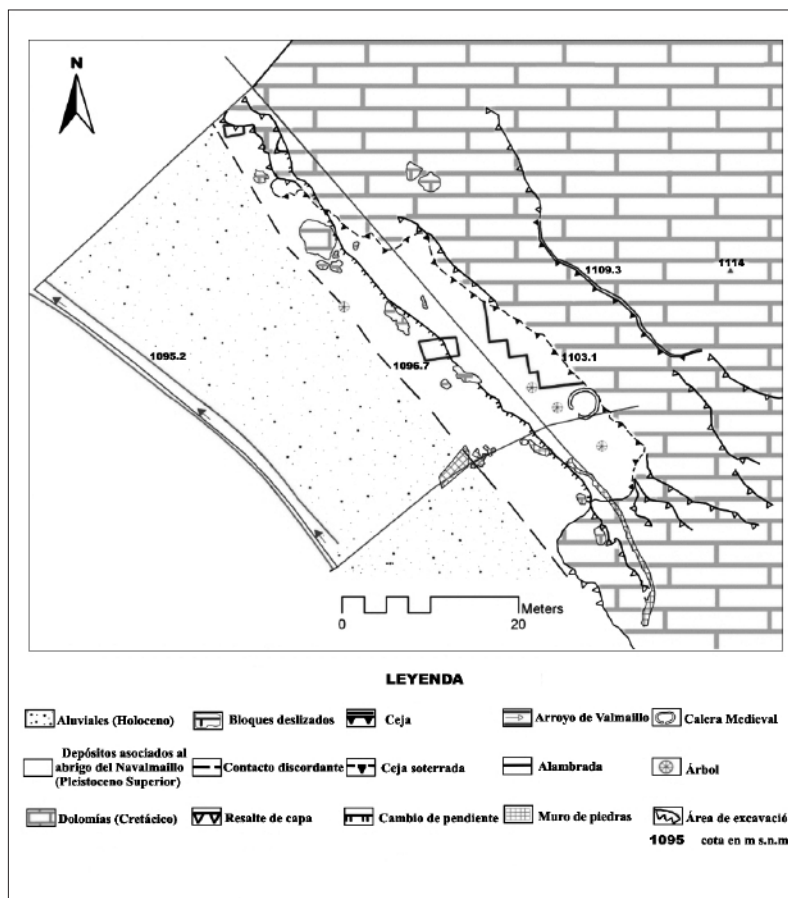 N
1114
1109.3
1103.1
1095.2
1096.7
Meters
0 20
LEYENDA
Aluviales (Holoceno)
Bloques deslizados
Ceja
Arroyo de Valmaíllo
Calera Medieval
Depósitos asociados al
abrigo del Navalmaíllo
(Pleistoceno Superior)
Contacto discordante
Ceja soterrada
Alambrada
Árbol
Dolomías (Cretácico)
Resalte de capa
Cambio de pendiente
Muro de piedras
Área de excavació
1095 cota en m s.n.m